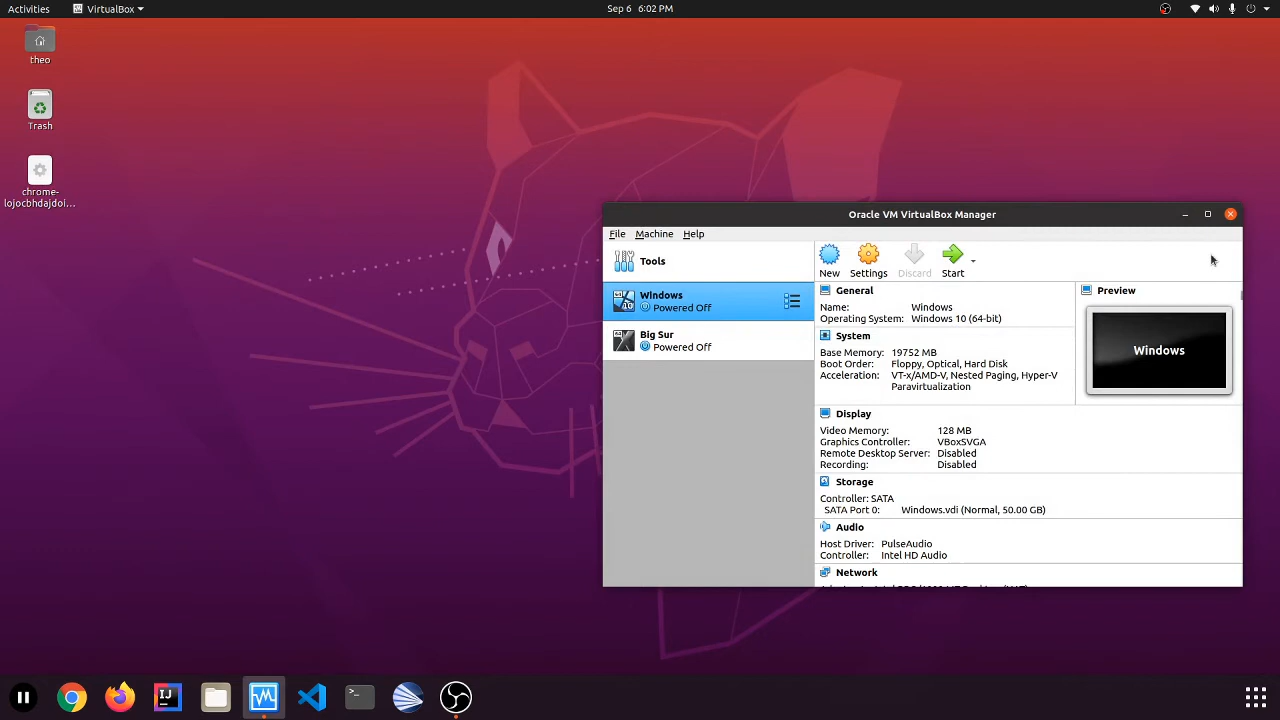 Activities
VirtualBox
Sep 6 6:02 PM
theo
Trash
chrome-
lojocbhdajdoi...
Oracle VM VirtualBox Manager
File Machine Help
Tools
New
Settings
Discard
Start
Windows
Powered Off
Big Sur
Powered Off
General
Name: Windows
Operating System: Windows 10 (64-bit)
System
Base Memory: 19752 MB
Boot Order: Floppy, Optical, Hard Disk
Acceleration: VT-x/AMD-V, Nested Paging, Hyper-V
Paravirtualization
Preview
Windows
Display
Video Memory: 128 MB
Graphics Controller: VBoxSVGA
Remote Desktop Server: Disabled
Recording: Disabled
Storage
Controller: SATA
SATA Port 0: Windows.vdi (Normal, 50.00 GB)
Audio
Host Driver: PulseAudio
Controller: Intel HD Audio
Network